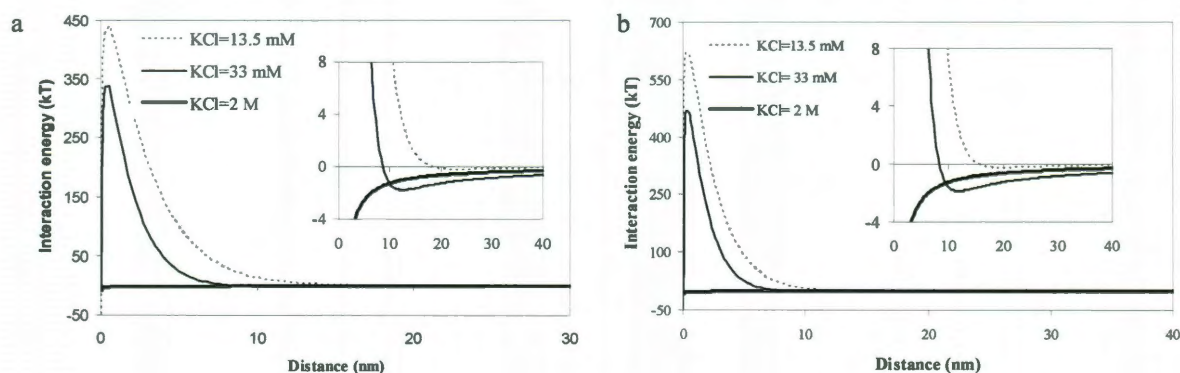 a
450
350
250
150
50
-50
Interaction energy (kT)
KCl=13.5 mM
KCl=33 mM
KCl=2 M
8
4
0
-4
0 10 20 30 40
0 10 20 30
Distance (nm)
b
700
550
400
250
100
-50
Interaction energy (kT)
KCl=13.5 mM
KCl= 33 mM
KCl= 2 M
8
4
0
-4
0 10 20 30 40
0 10 20 30 40
Distance (nm)